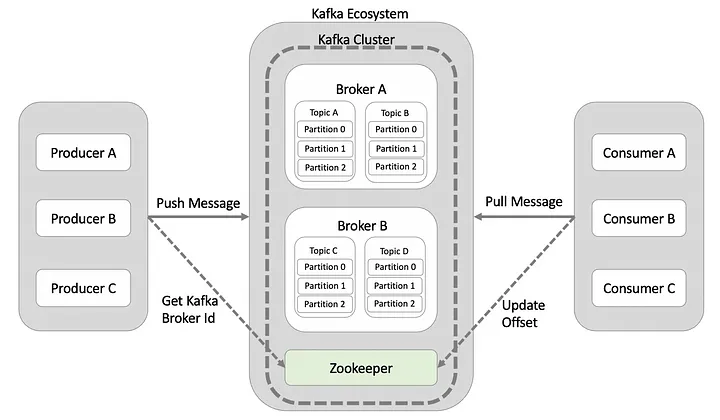 Kafka Ecosystem
Kafka Cluster
Producer A
Producer B
Producer C
Push Message
Get Kafka
Broker Id
Broker A
Topic A
Partition 0
Partition 1
Partition 2
Topic B
Partition 0
Partition 1
Partition 2
Broker B
Topic C
Partition 0
Partition 1
Partition 2
Topic D
Partition 0
Partition 1
Partition 2
Zookeeper
Pull Message
Update
Offset
Consumer A
Consumer B
Consumer C